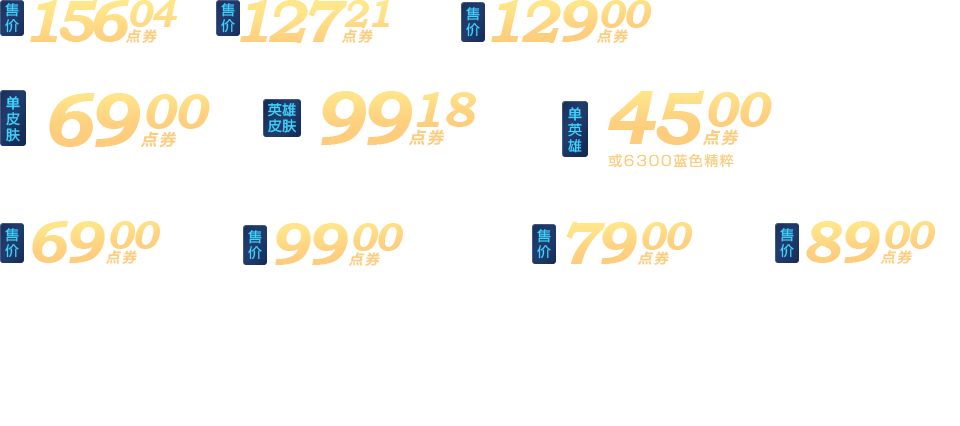 售价 15604 点券
售价 12721 点券
售价 12900 点券
单皮肤 6900 点券
英雄皮肤 9918 点券
单英雄 4500 点券
或6300蓝色精粹
售价 6900 点券
售价 9900 点券
售价 7900 点券
售价 8900 点券